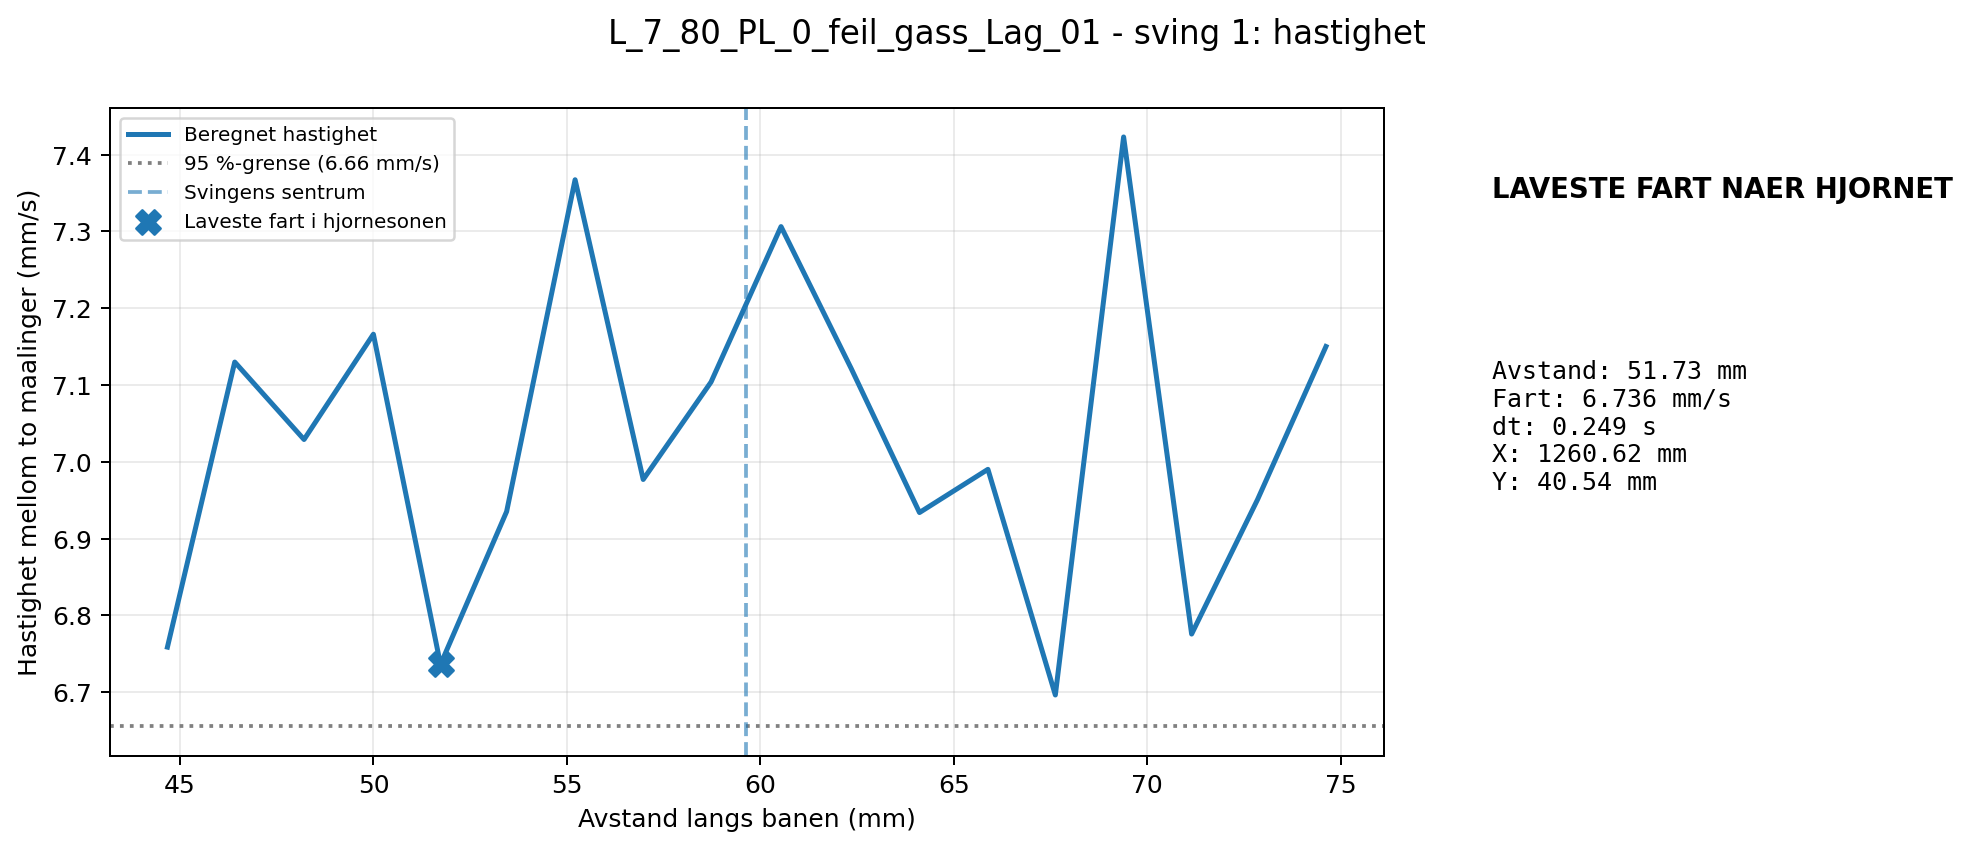 L_7_80_PL_0_feil_gass_Lag_01 - sving 1: hastighet
Beregnet hastighet
95 %-grense (6.66 mm/s)
Svingens sentrum
Laveste fart i hjornesonen
Hastighet mellom to maalinger (mm/s)
7.4
7.3
7.2
7.1
7.0
6.9
6.8
6.7
45 50 55 60 65 70 75
Avstand langs banen (mm)
LAVESTE FART NAER HJORNET
Avstand: 51.73 mm
Fart: 6.736 mm/s
dt: 0.249 s
X: 1260.62 mm
Y: 40.54 mm